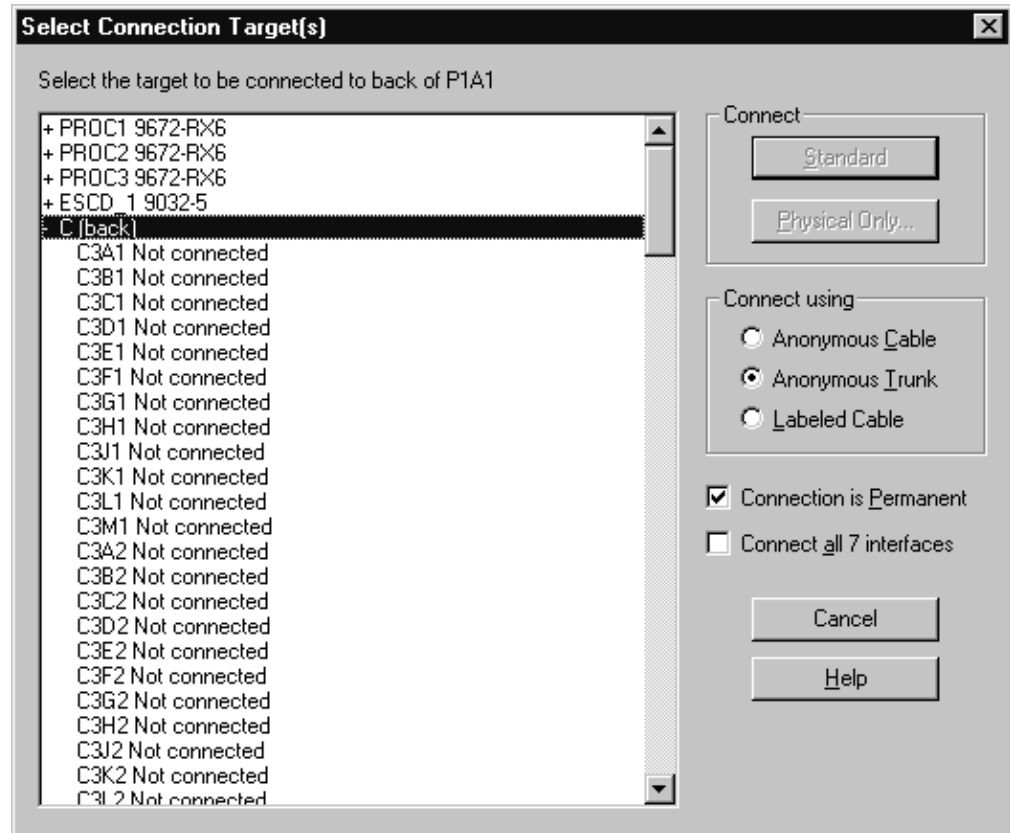 Select Connection Target(s)
Select the target to be connected to back of P1A1
+ PROC1 9672-RX6
+ PROC2 9672-RX6
+ PROC3 9672-RX6
+ ESCD_1 9032-5
- C (back)
C3A1 Not connected
C3B1 Not connected
C3C1 Not connected
C3D1 Not connected
C3E1 Not connected
C3F1 Not connected
C3G1 Not connected
C3H1 Not connected
C3J1 Not connected
C3K1 Not connected
C3L1 Not connected
C3M1 Not connected
C3A2 Not connected
C3B2 Not connected
C3C2 Not connected
C3D2 Not connected
C3E2 Not connected
C3F2 Not connected
C3G2 Not connected
C3H2 Not connected
C3J2 Not connected
C3K2 Not connected
C3L2 Not connected
Connect
Standard
Physical Only...
Connect using
Anonymous Cable
Anonymous Trunk
Labeled Cable
Connection is Permanent
Connect all 7 interfaces
Cancel
Help